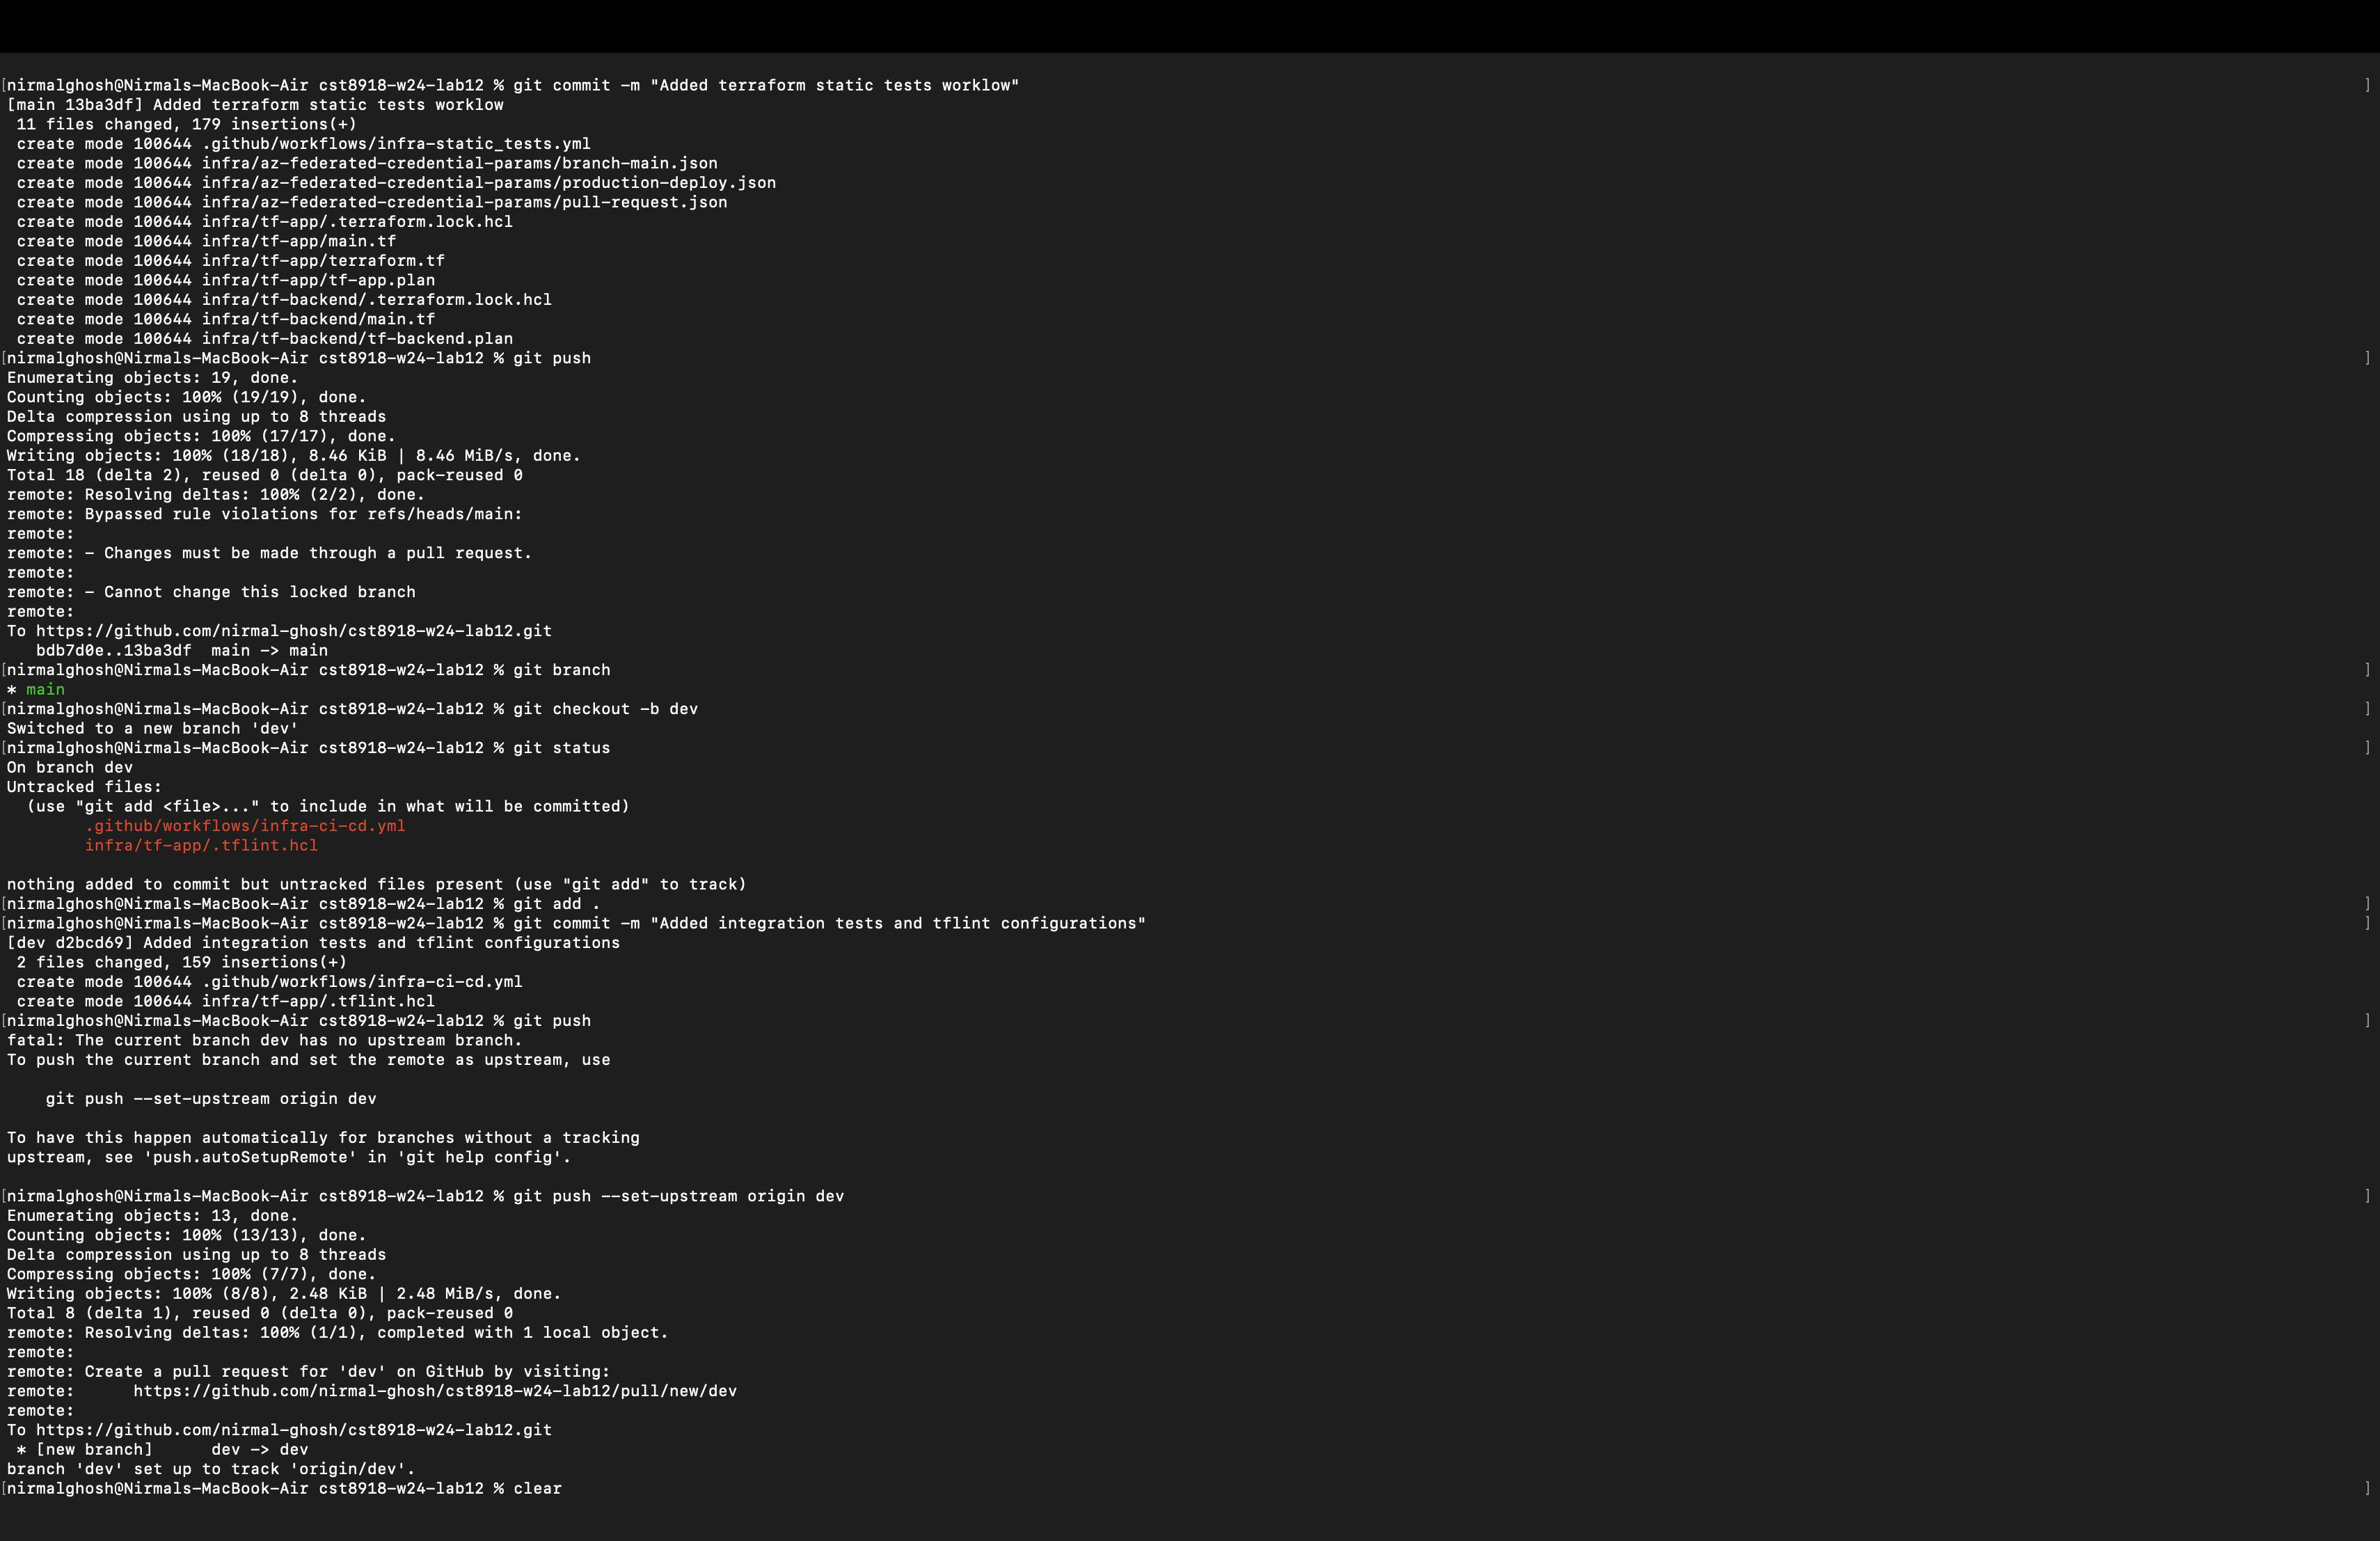 [nirmalghosh@Nirmals-MacBook-Air cst8918-w24-lab12 % git commit -m "Added terraform static tests worklow" ]
[main 13ba3df] Added terraform static tests worklow
 11 files changed, 179 insertions(+)
 create mode 100644 .github/workflows/infra-static_tests.yml
 create mode 100644 infra/az-federated-credential-params/branch-main.json
 create mode 100644 infra/az-federated-credential-params/production-deploy.json
 create mode 100644 infra/az-federated-credential-params/pull-request.json
 create mode 100644 infra/tf-app/.terraform.lock.hcl
 create mode 100644 infra/tf-app/main.tf
 create mode 100644 infra/tf-app/terraform.tf
 create mode 100644 infra/tf-app/tf-app.plan
 create mode 100644 infra/tf-backend/.terraform.lock.hcl
 create mode 100644 infra/tf-backend/main.tf
 create mode 100644 infra/tf-backend/tf-backend.plan
[nirmalghosh@Nirmals-MacBook-Air cst8918-w24-lab12 % git push ]
Enumerating objects: 19, done.
Counting objects: 100% (19/19), done.
Delta compression using up to 8 threads
Compressing objects: 100% (17/17), done.
Writing objects: 100% (18/18), 8.46 KiB | 8.46 MiB/s, done.
Total 18 (delta 2), reused 0 (delta 0), pack-reused 0
remote: Resolving deltas: 100% (2/2), done.
remote: Bypassed rule violations for refs/heads/main:
remote:
remote: - Changes must be made through a pull request.
remote:
remote: - Cannot change this locked branch
remote:
To https://github.com/nirmal-ghosh/cst8918-w24-lab12.git
   bdb7d0e..13ba3df  main -> main
[nirmalghosh@Nirmals-MacBook-Air cst8918-w24-lab12 % git branch ]
* main
[nirmalghosh@Nirmals-MacBook-Air cst8918-w24-lab12 % git checkout -b dev ]
Switched to a new branch 'dev'
[nirmalghosh@Nirmals-MacBook-Air cst8918-w24-lab12 % git status ]
On branch dev
Untracked files:
  (use "git add <file>..." to include in what will be committed)
        .github/workflows/infra-ci-cd.yml
        infra/tf-app/.tflint.hcl

nothing added to commit but untracked files present (use "git add" to track)
[nirmalghosh@Nirmals-MacBook-Air cst8918-w24-lab12 % git add . ]
[nirmalghosh@Nirmals-MacBook-Air cst8918-w24-lab12 % git commit -m "Added integration tests and tflint configurations" ]
[dev d2bcd69] Added integration tests and tflint configurations
 2 files changed, 159 insertions(+)
 create mode 100644 .github/workflows/infra-ci-cd.yml
 create mode 100644 infra/tf-app/.tflint.hcl
[nirmalghosh@Nirmals-MacBook-Air cst8918-w24-lab12 % git push ]
fatal: The current branch dev has no upstream branch.
To push the current branch and set the remote as upstream, use

    git push --set-upstream origin dev

To have this happen automatically for branches without a tracking
upstream, see 'push.autoSetupRemote' in 'git help config'.

[nirmalghosh@Nirmals-MacBook-Air cst8918-w24-lab12 % git push --set-upstream origin dev ]
Enumerating objects: 13, done.
Counting objects: 100% (13/13), done.
Delta compression using up to 8 threads
Compressing objects: 100% (7/7), done.
Writing objects: 100% (8/8), 2.48 KiB | 2.48 MiB/s, done.
Total 8 (delta 1), reused 0 (delta 0), pack-reused 0
remote: Resolving deltas: 100% (1/1), completed with 1 local object.
remote:
remote: Create a pull request for 'dev' on GitHub by visiting:
remote:      https://github.com/nirmal-ghosh/cst8918-w24-lab12/pull/new/dev
remote:
To https://github.com/nirmal-ghosh/cst8918-w24-lab12.git
 * [new branch]      dev -> dev
branch 'dev' set up to track 'origin/dev'.
[nirmalghosh@Nirmals-MacBook-Air cst8918-w24-lab12 % clear ]